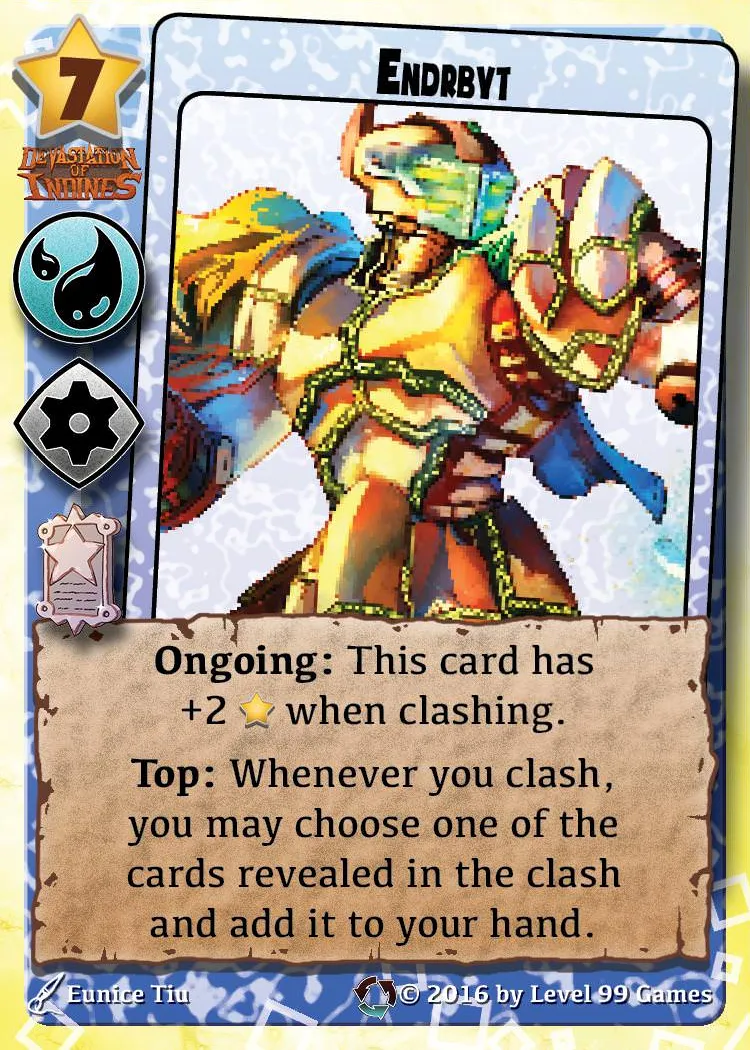 7
ENDRBYT
DEVASTATION
OF
INDINES
Ongoing: This card has
+2 ⭐ when clashing.
Top: Whenever you clash,
you may choose one of the
cards revealed in the clash
and add it to your hand.
Eunice Tiu
© 2016 by Level 99 Games